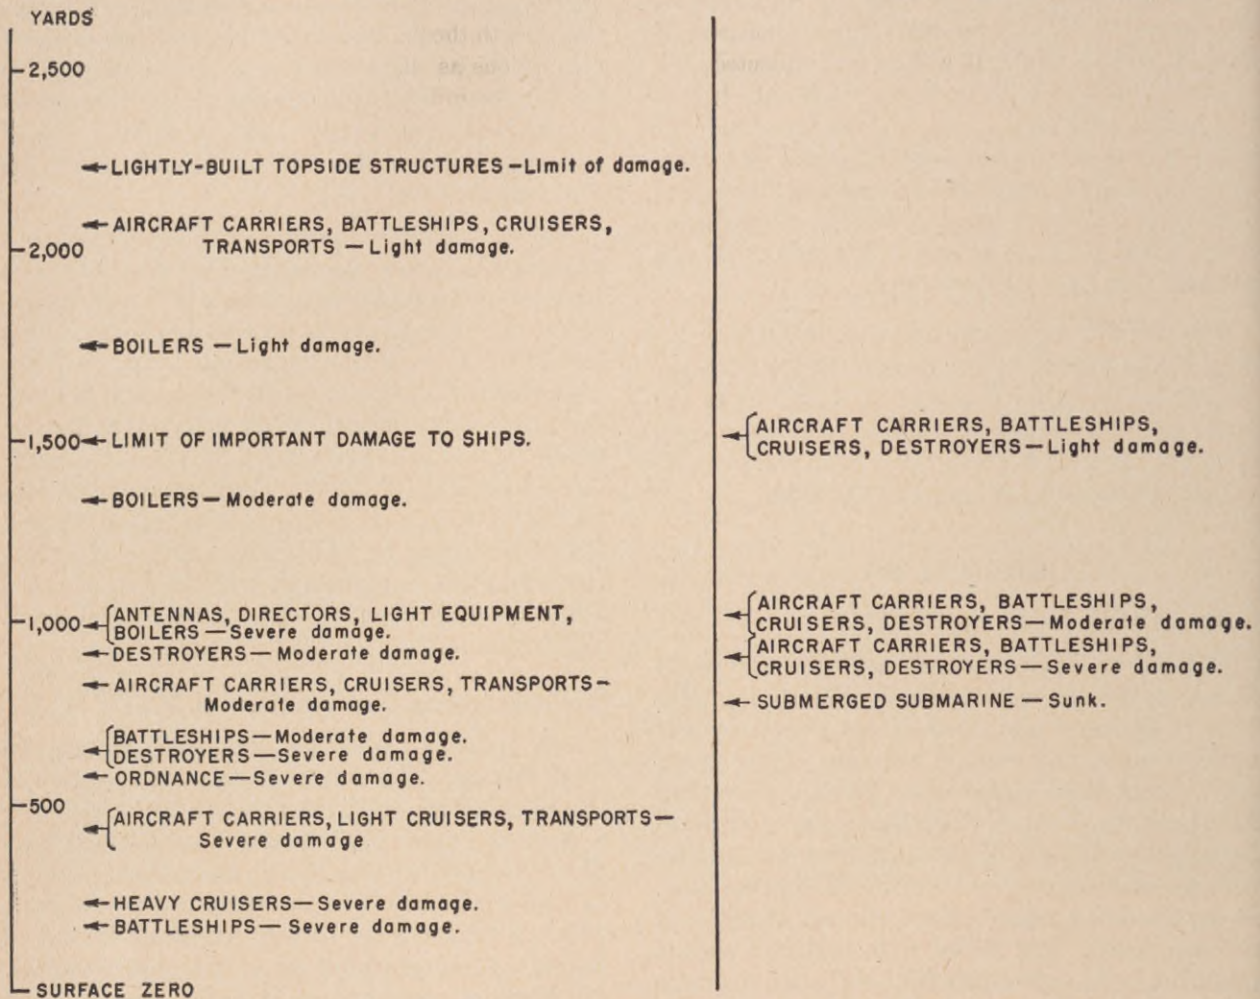 YARDS
2,500
LIGHTLY-BUILT TOPSIDE STRUCTURES—Limit of damage.
AIRCRAFT CARRIERS, BATTLESHIPS, CRUISERS,
2,000
TRANSPORTS — Light damage.
BOILERS — Light damage.
1,500
LIMIT OF IMPORTANT DAMAGE TO SHIPS.
BOILERS— Moderate damage.
1,000
ANTENNAS, DIRECTORS, LIGHT EQUIPMENT,
BOILERS —Severe damage.
DESTROYERS— Moderate damage.
AIRCRAFT CARRIERS, CRUISERS, TRANSPORTS—
Moderate damage.
BATTLESHIPS—Moderate damage.
DESTROYERS—Severe damage.
ORDNANCE—Severe damage.
500
AIRCRAFT CARRIERS, LIGHT CRUISERS, TRANSPORTS—
Severe damage
HEAVY CRUISERS—Severe damage.
BATTLESHIPS— Severe damage.
SURFACE ZERO
AIRCRAFT CARRIERS, BATTLESHIPS,
CRUISERS, DESTROYERS—Light damage.
AIRCRAFT CARRIERS, BATTLESHIPS,
CRUISERS, DESTROYERS—Moderate damage.
AIRCRAFT CARRIERS, BATTLESHIPS,
CRUISERS, DESTROYERS—Severe damage.
SUBMERGED SUBMARINE — Sunk.